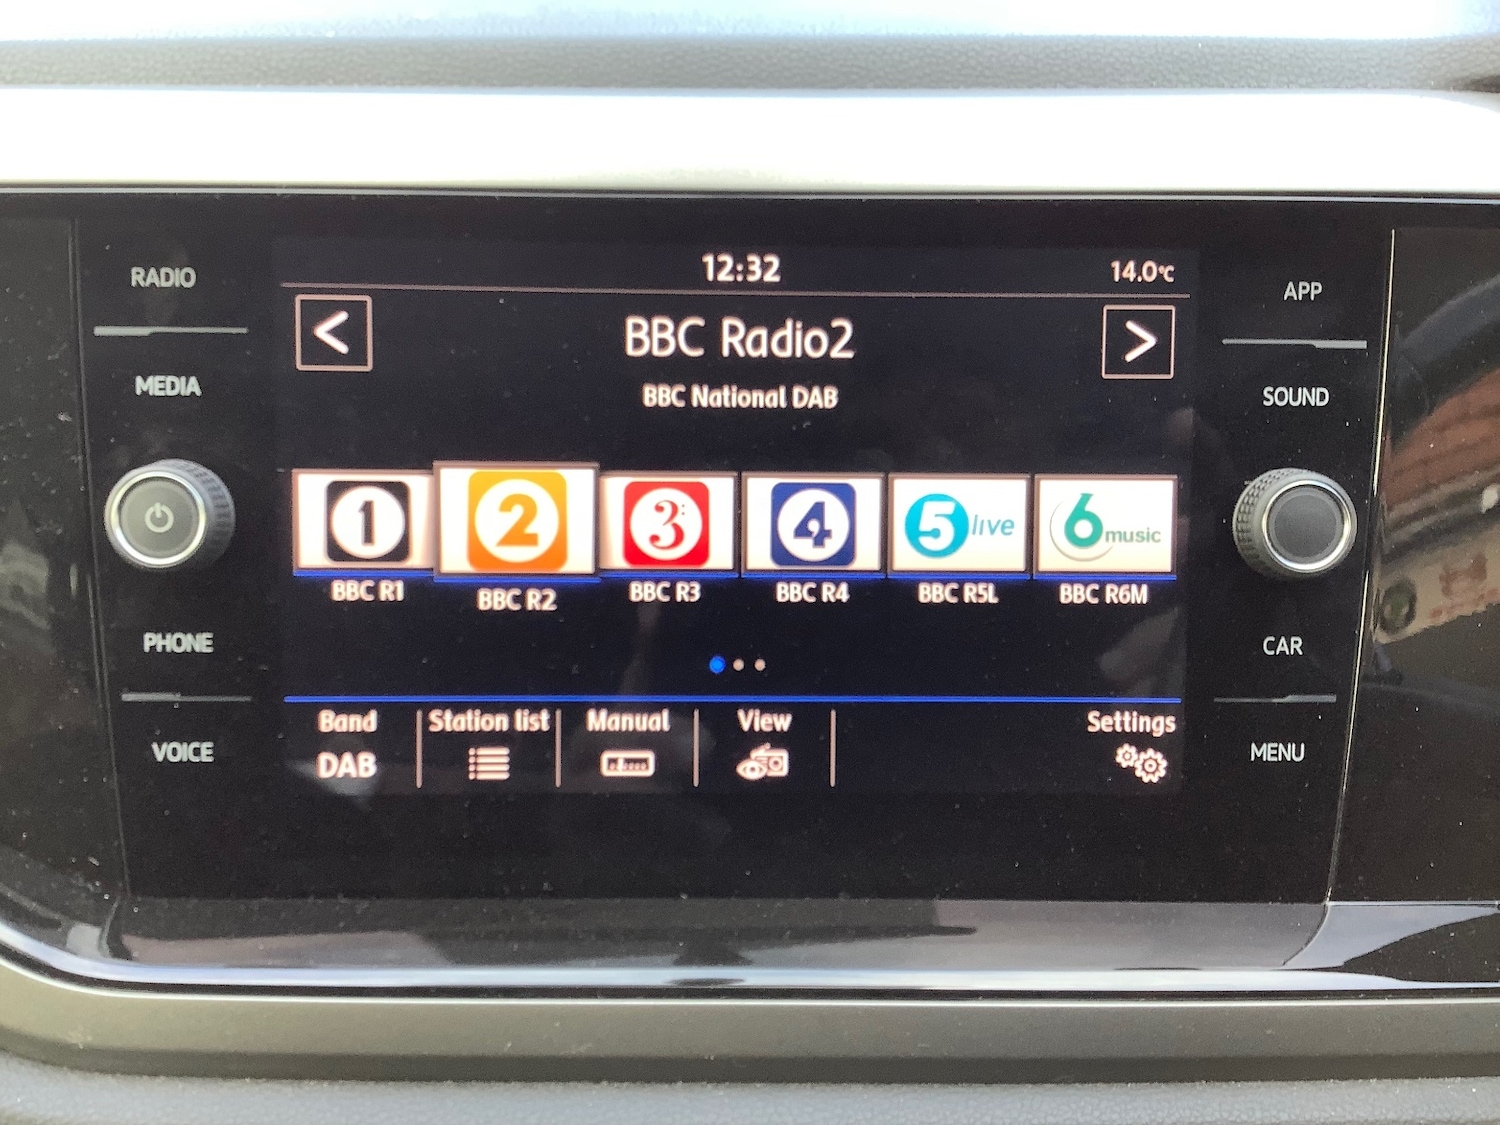 12:32
14.0°C
RADIO
MEDIA
PHONE
VOICE
<
BBC Radio2
>
BBC National DAB
1
2
3
4
5 live
6 music
BBC R1
BBC R2
BBC R3
BBC R4
BBC R5L
BBC R6M
Band
Station list
Manual
View
Settings
DAB
APP
SOUND
CAR
MENU